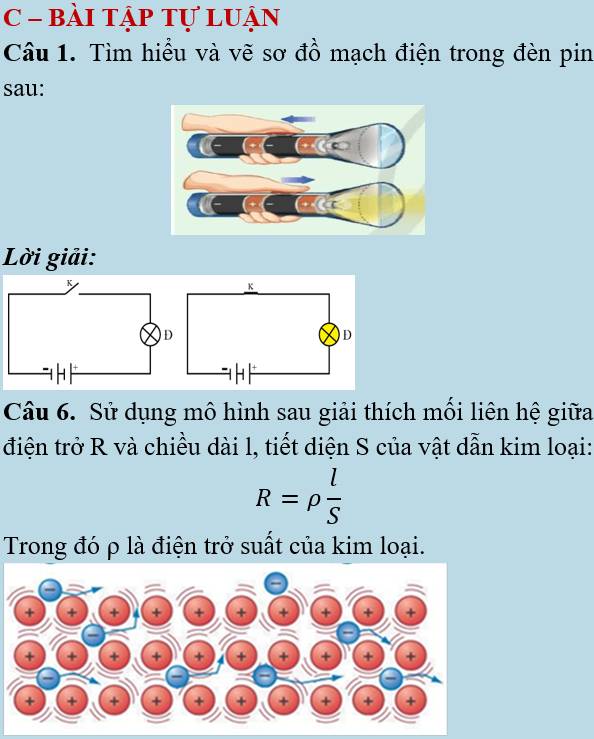 C – BÀI TẬP TỰ LUẬN
Câu 1. Tìm hiểu và vẽ sơ đồ mạch điện trong đèn pin
sau:
Lời giải:
K
K
Đ
Đ
- +
- +
Câu 6. Sử dụng mô hình sau giải thích mối liên hệ giữa
điện trở R và chiều dài l, tiết diện S của vật dẫn kim loại:
R = ρ l/S
Trong đó ρ là điện trở suất của kim loại.